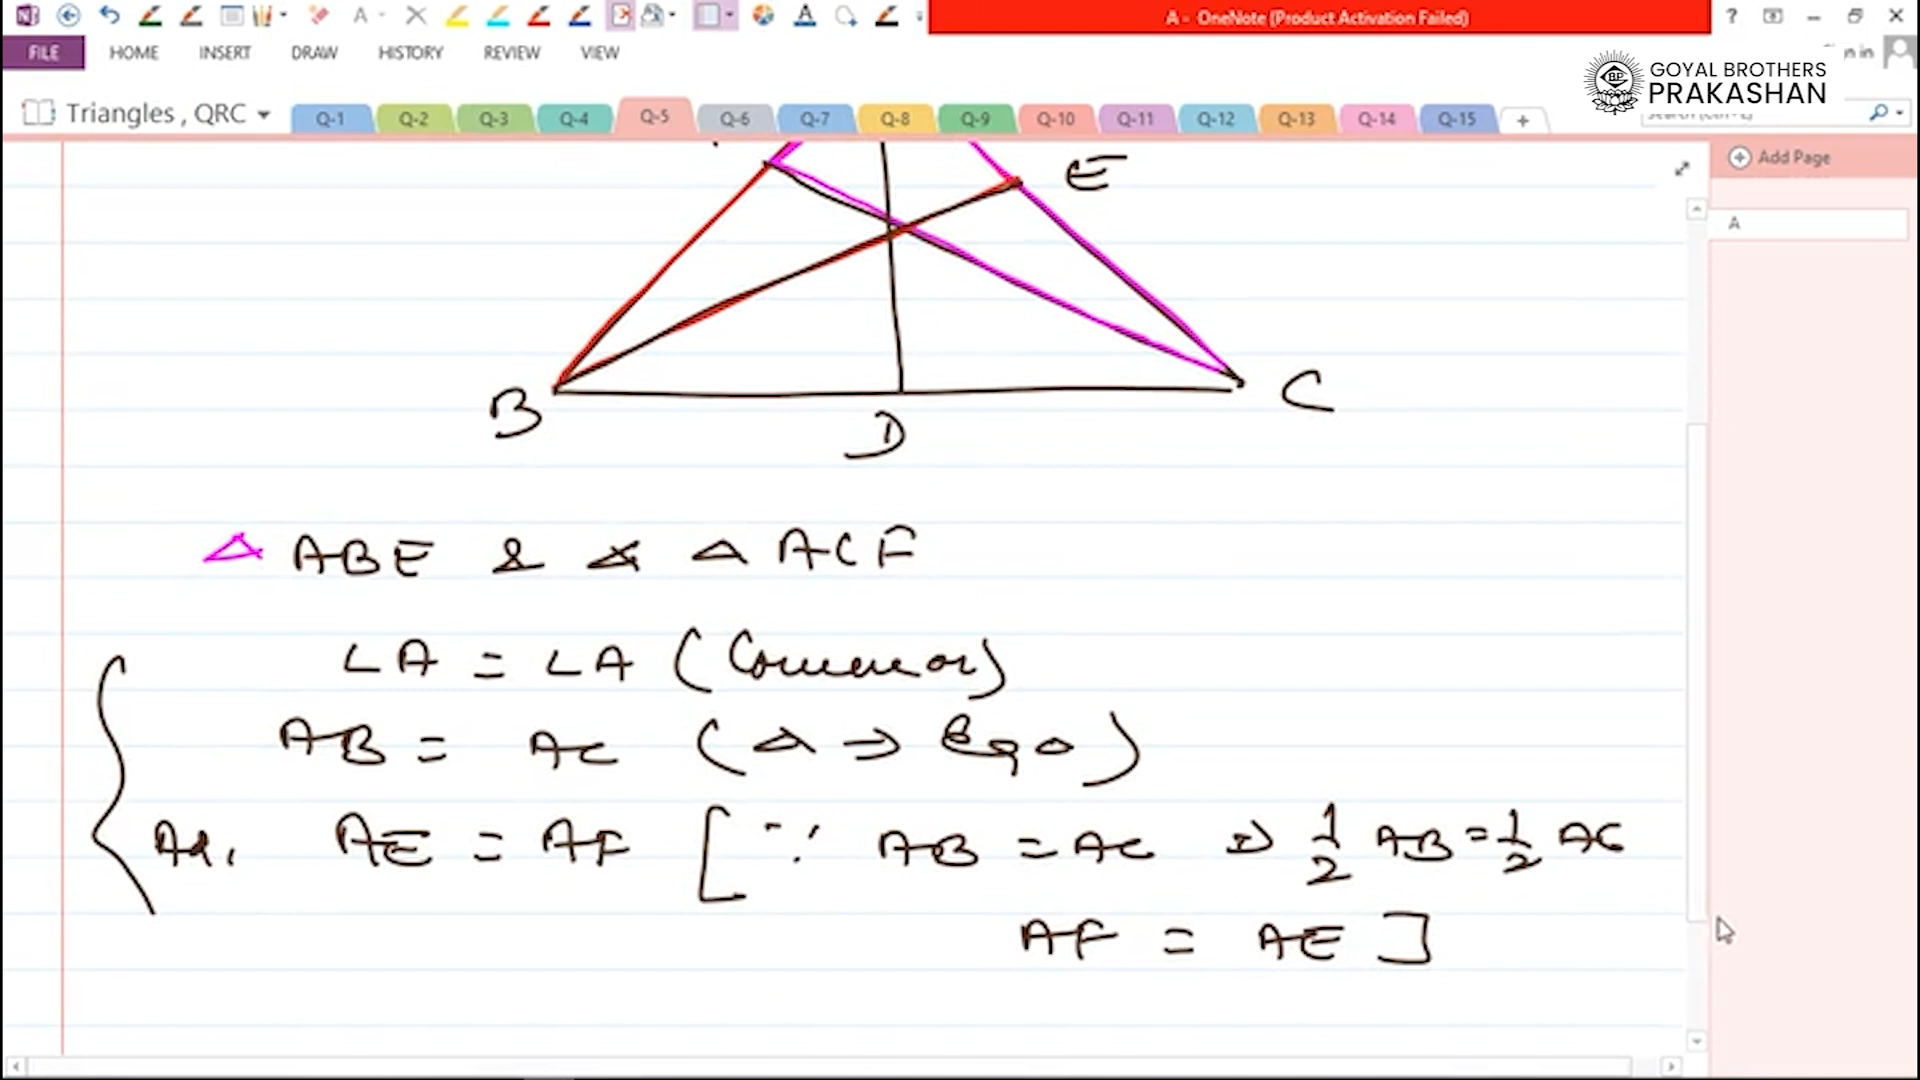 A - OneNote (Product Activation Failed)
FILE HOME INSERT DRAW HISTORY REVIEW VIEW
n in
GOYAL BROTHERS
PRAKASHAN
Triangles , QRC Q-1 Q-2 Q-3 Q-4 Q-5 Q-6 Q-7 Q-8 Q-9 Q-10 Q-11 Q-12 Q-13 Q-14 Q-15 +
Add Page
A
E
B
D
C
△ ABE & △ ACF
∠A = ∠A (Common)
AB = AC (△ ⇒ Eq △)
AE = AF [∵ AB = AC ⇒ 1/2 AB = 1/2 AC
AF = AE ]